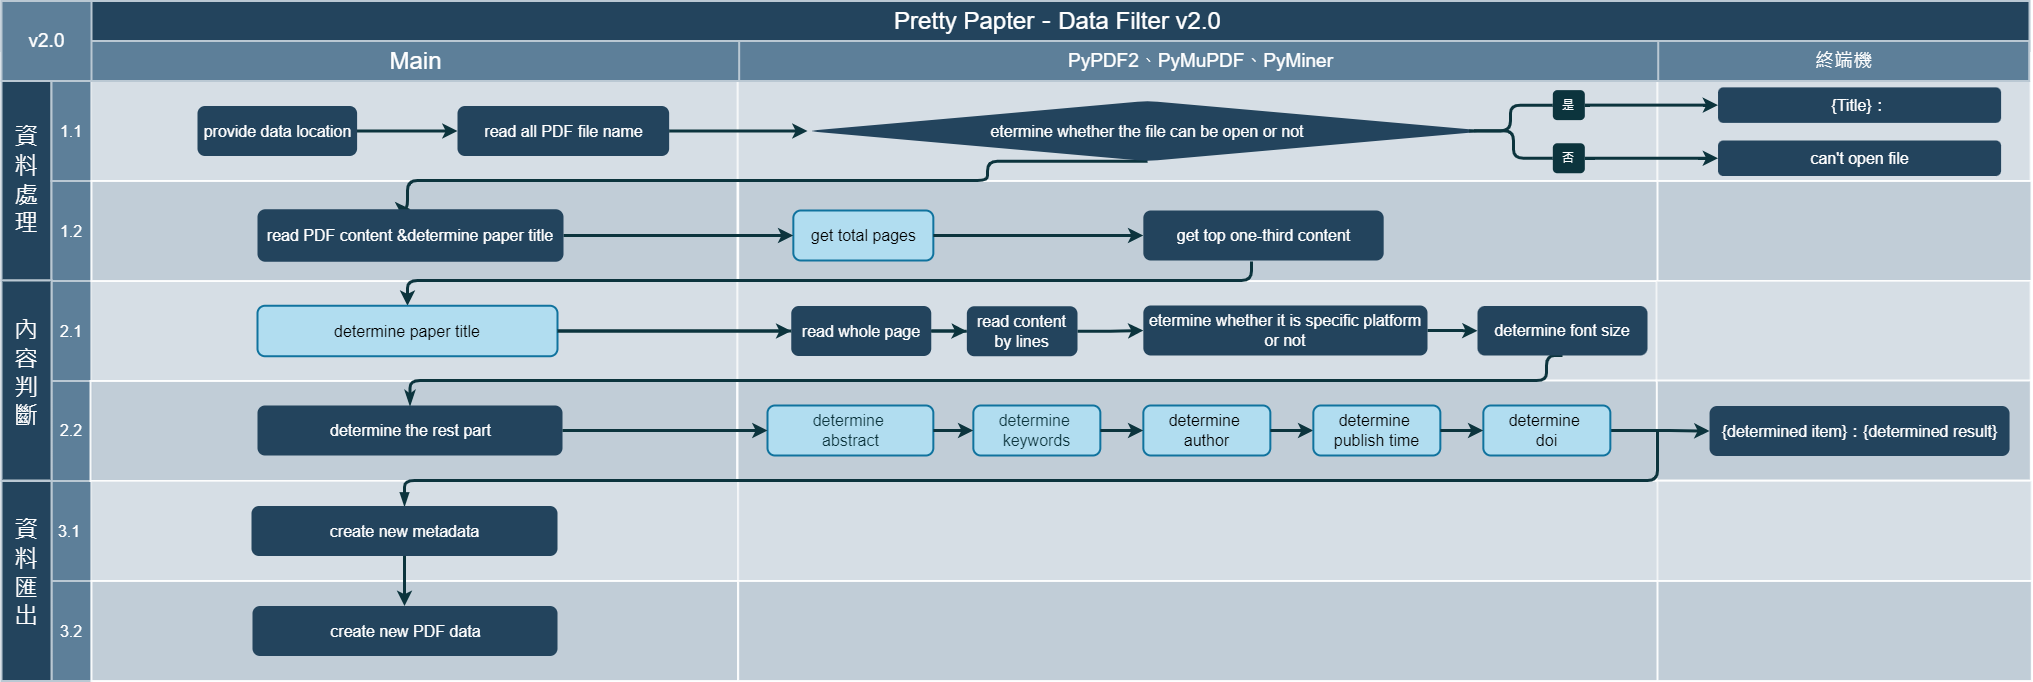 Pretty Papter - Data Filter v2.0
v2.0
Main
PyPDF2、PyMuPDF、PyMiner
終端機
資料處理
1.1
provide data location
read all PDF file name
etermine whether the file can be open or not
是
{Title}：
否
can't open file
1.2
read PDF content &determine paper title
get total pages
get top one-third content
內容判斷
2.1
determine paper title
read whole page
read content
by lines
etermine whether it is specific platform
or not
determine font size
2.2
determine the rest part
determine
abstract
determine
keywords
determine
author
determine
publish time
determine
doi
{determined item}：{determined result}
資料匯出
3.1
create new metadata
3.2
create new PDF data